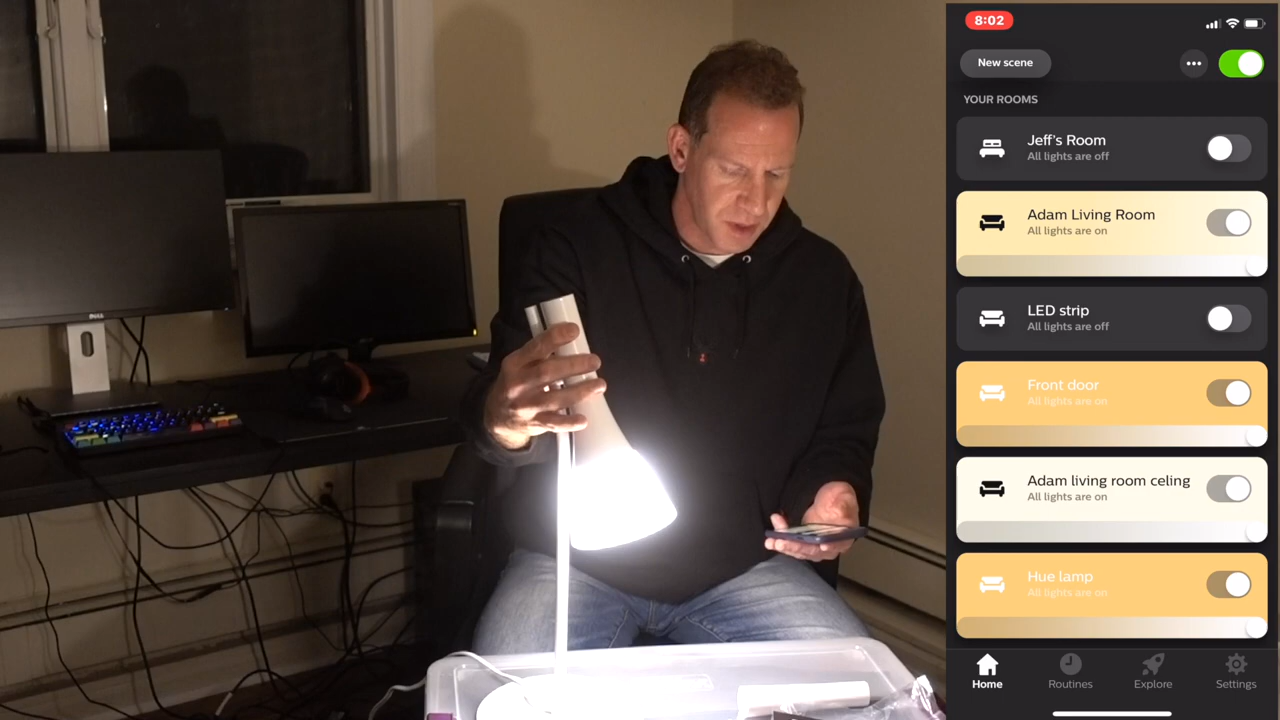 8:02
New scene
YOUR ROOMS
Jeff's Room
All lights are off
Adam Living Room
All lights are on
LED strip
All lights are off
Front door
All lights are on
Adam living room celing
All lights are on
Hue lamp
All lights are on
Home
Routines
Explore
Settings
DELL